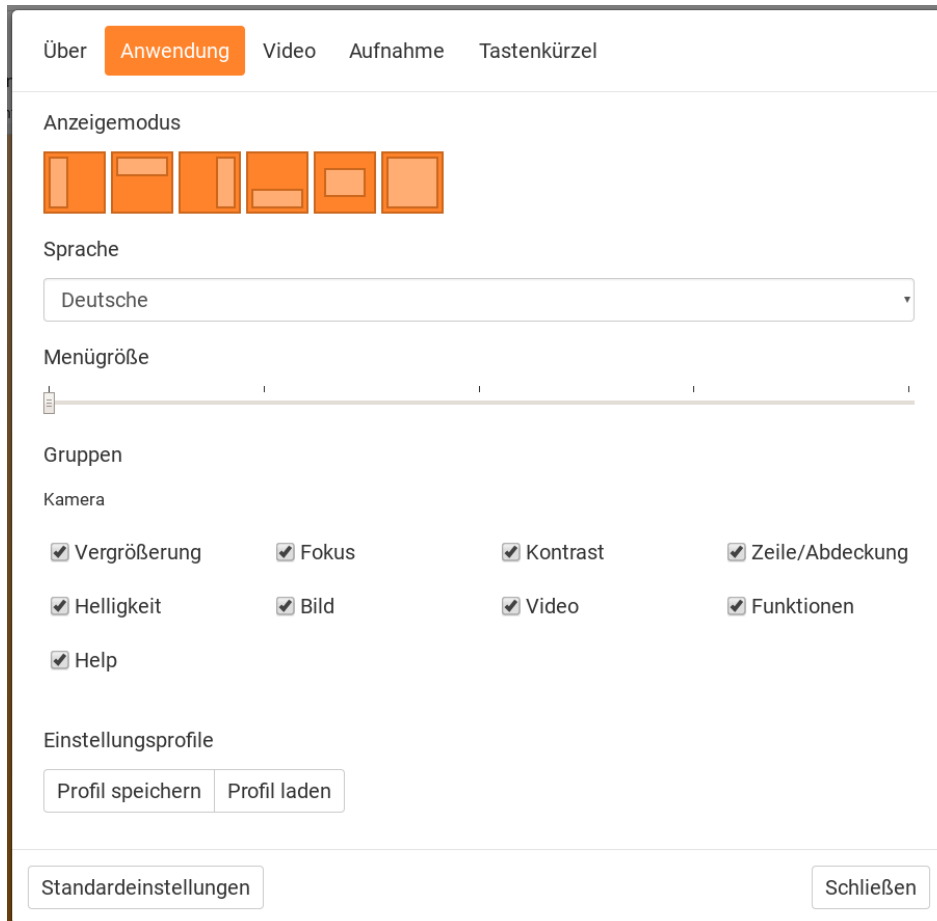 Über Anwendung Video Aufnahme Tastenkürzel
Anzeigemodus
Sprache
Deutsche
Menügröße
Gruppen
Kamera
Vergrößerung Fokus Kontrast Zeile/Abdeckung
Helligkeit Bild Video Funktionen
Help
Einstellungsprofile
Profil speichern Profil laden
Standardeinstellungen Schließen